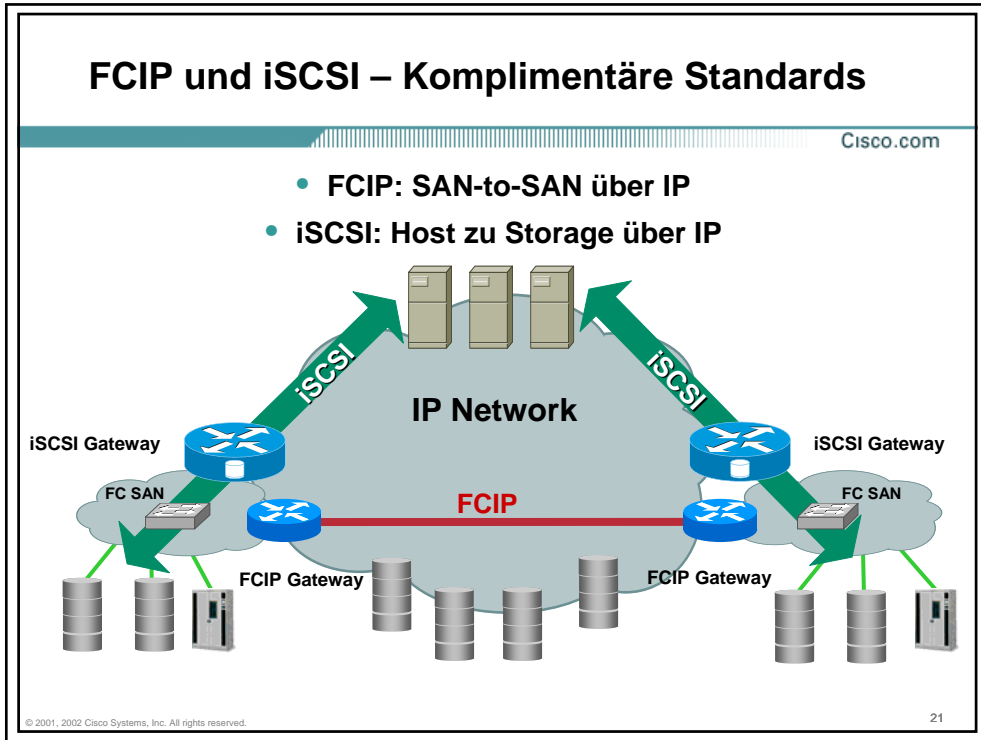 FCIP und iSCSI – Komplimentäre Standards
Cisco.com
• FCIP: SAN-to-SAN über IP
• iSCSI: Host zu Storage über IP
iSCSI
iSCSI
IP Network
iSCSI Gateway
iSCSI Gateway
FC SAN
FC SAN
FCIP
FCIP Gateway
FCIP Gateway
© 2001, 2002 Cisco Systems, Inc. All rights reserved.
21